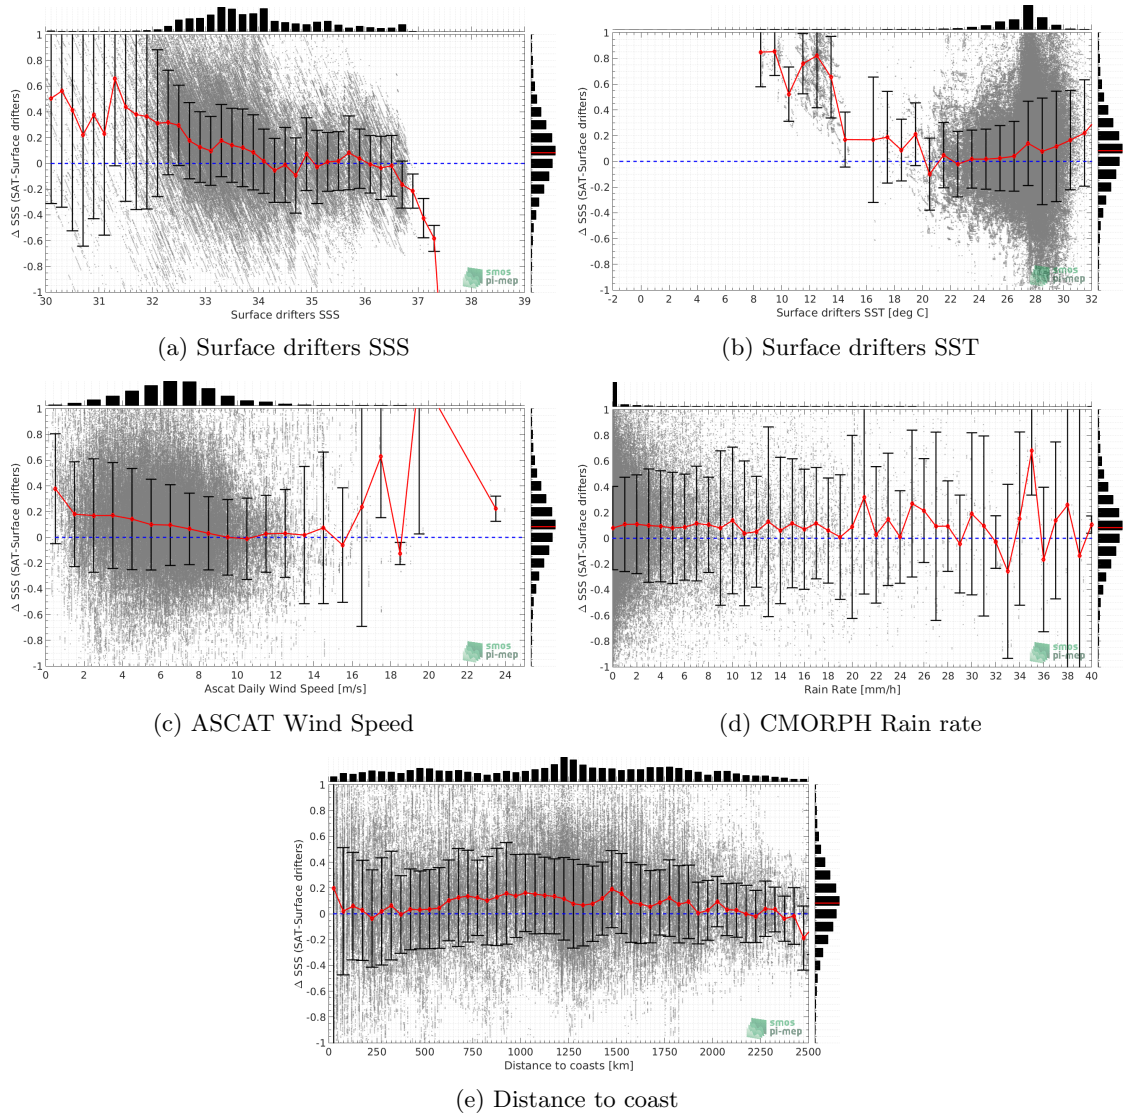 Δ SSS (SAT-Surface drifters)
1
0.8
0.6
0.4
0.2
0
-0.2
-0.4
-0.6
-0.8
-1
30 31 32 33 34 35 36 37 38 39
Surface drifters SSS
smos
pi-mep
(a) Surface drifters SSS
Δ SSS (SAT-Surface drifters)
1
0.8
0.6
0.4
0.2
0
-0.2
-0.4
-0.6
-0.8
-1
-2 0 2 4 6 8 10 12 14 16 18 20 22 24 26 28 30 32
Surface drifters SST [deg C]
smos
pi-mep
(b) Surface drifters SST
Δ SSS (SAT-Surface drifters)
1
0.8
0.6
0.4
0.2
0
-0.2
-0.4
-0.6
-0.8
-1
0 2 4 6 8 10 12 14 16 18 20 22 24
Ascat Daily Wind Speed [m/s]
smos
pi-mep
(c) ASCAT Wind Speed
Δ SSS (SAT-Surface drifters)
1
0.8
0.6
0.4
0.2
0
-0.2
-0.4
-0.6
-0.8
-1
0 2 4 6 8 10 12 14 16 18 20 22 24 26 28 30 32 34 36 38 40
Rain Rate [mm/h]
smos
pi-mep
(d) CMORPH Rain rate
Δ SSS (SAT-Surface drifters)
1
0.8
0.6
0.4
0.2
0
-0.2
-0.4
-0.6
-0.8
-1
0 250 500 750 1000 1250 1500 1750 2000 2250 2500
Distance to coasts [km]
smos
pi-mep
(e) Distance to coast